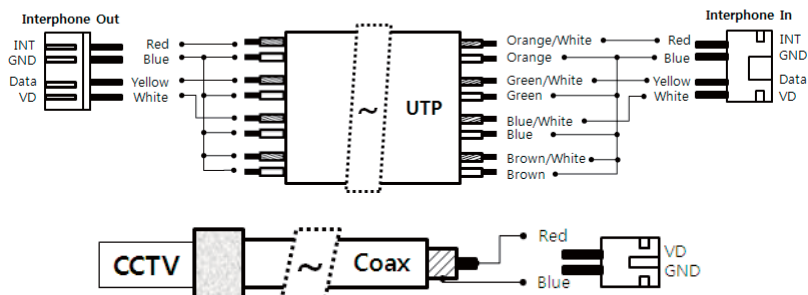 Interphone Out
INT
GND
Data
VD
Red
Blue
Yellow
White
~
UTP
Orange/White
Orange
Green/White
Green
Blue/White
Blue
Brown/White
Brown
Interphone In
Red
Blue
Yellow
White
INT
GND
Data
VD
CCTV
~
Coax
Red
Blue
VD
GND